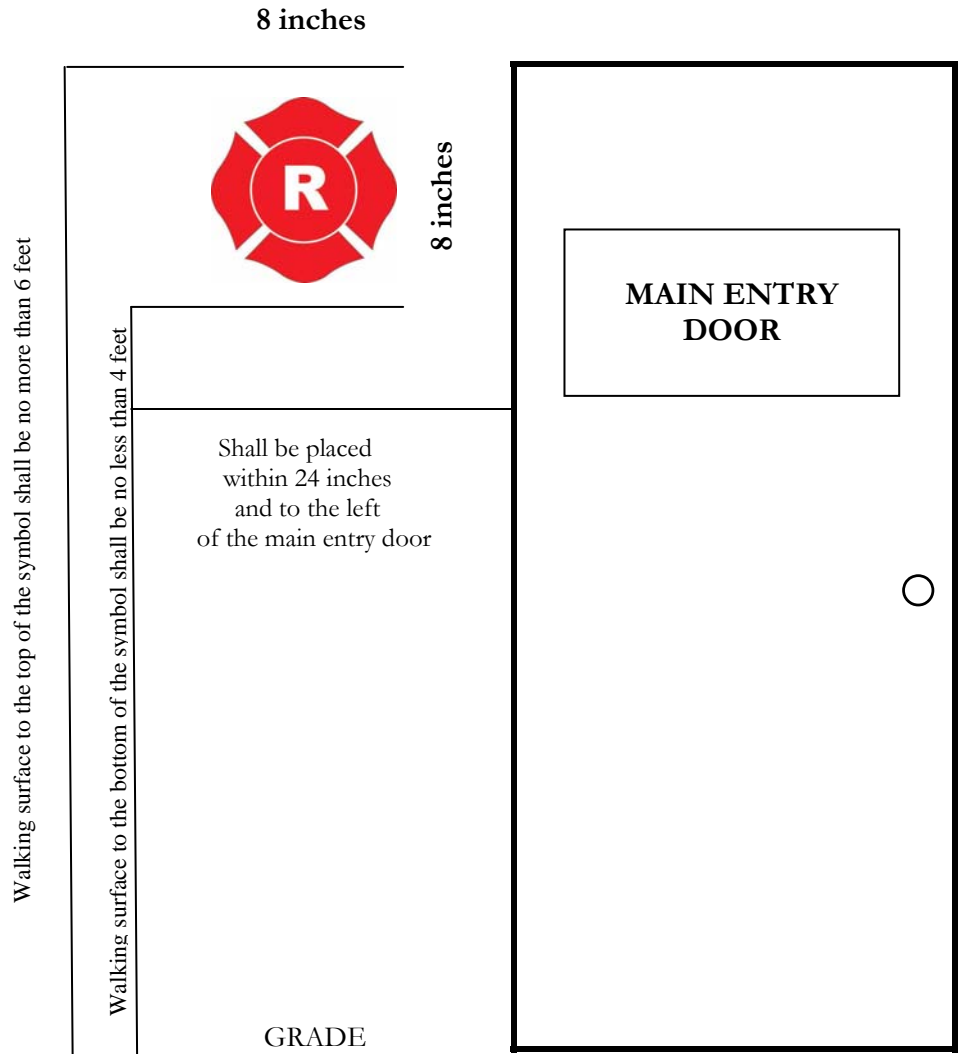 8 inches
R
8 inches
MAIN ENTRY
DOOR
Walking surface to the top of the symbol shall be no more than 6 feet
Walking surface to the bottom of the symbol shall be no less than 4 feet
Shall be placed
within 24 inches
and to the left
of the main entry door
GRADE